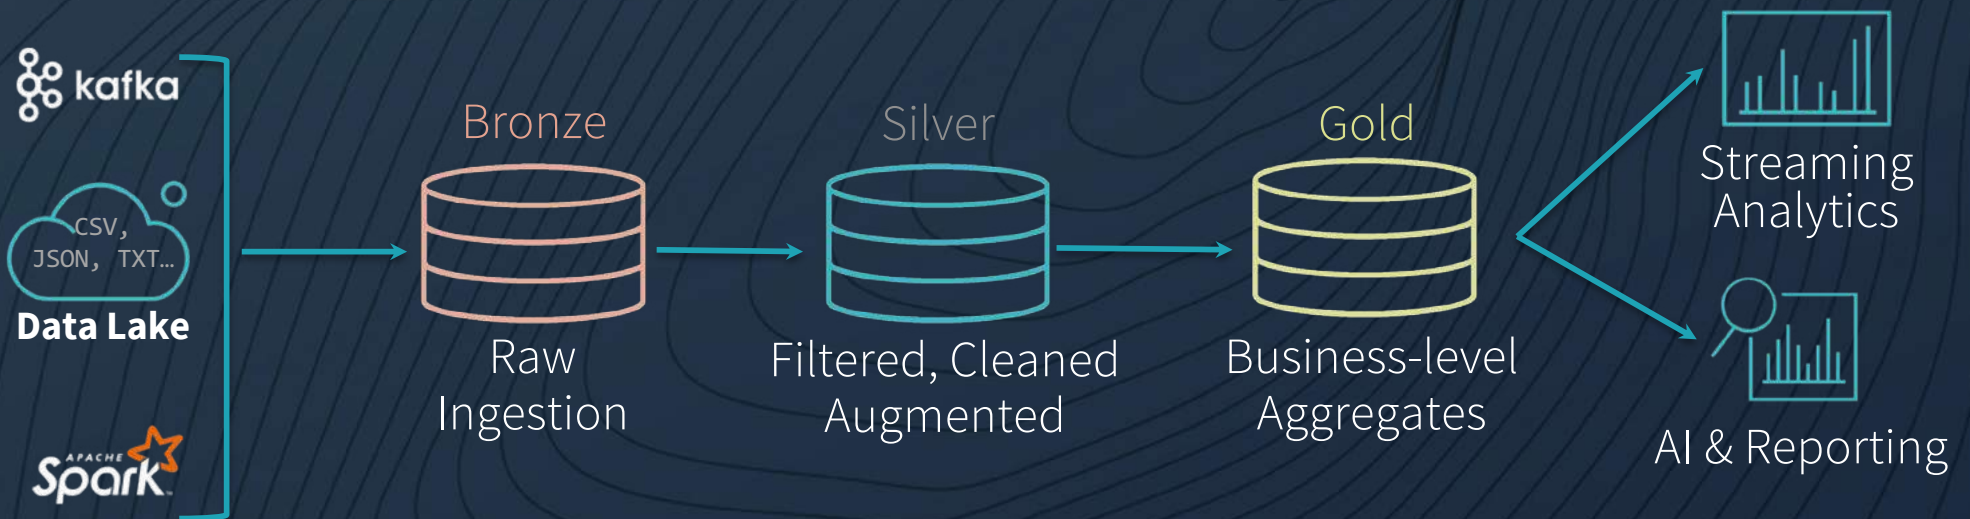 kafka
CSV,
JSON, TXT…
Data Lake
APACHE
Spark™
Bronze
Raw
Ingestion
Silver
Filtered, Cleaned
Augmented
Gold
Business-level
Aggregates
Streaming
Analytics
AI & Reporting